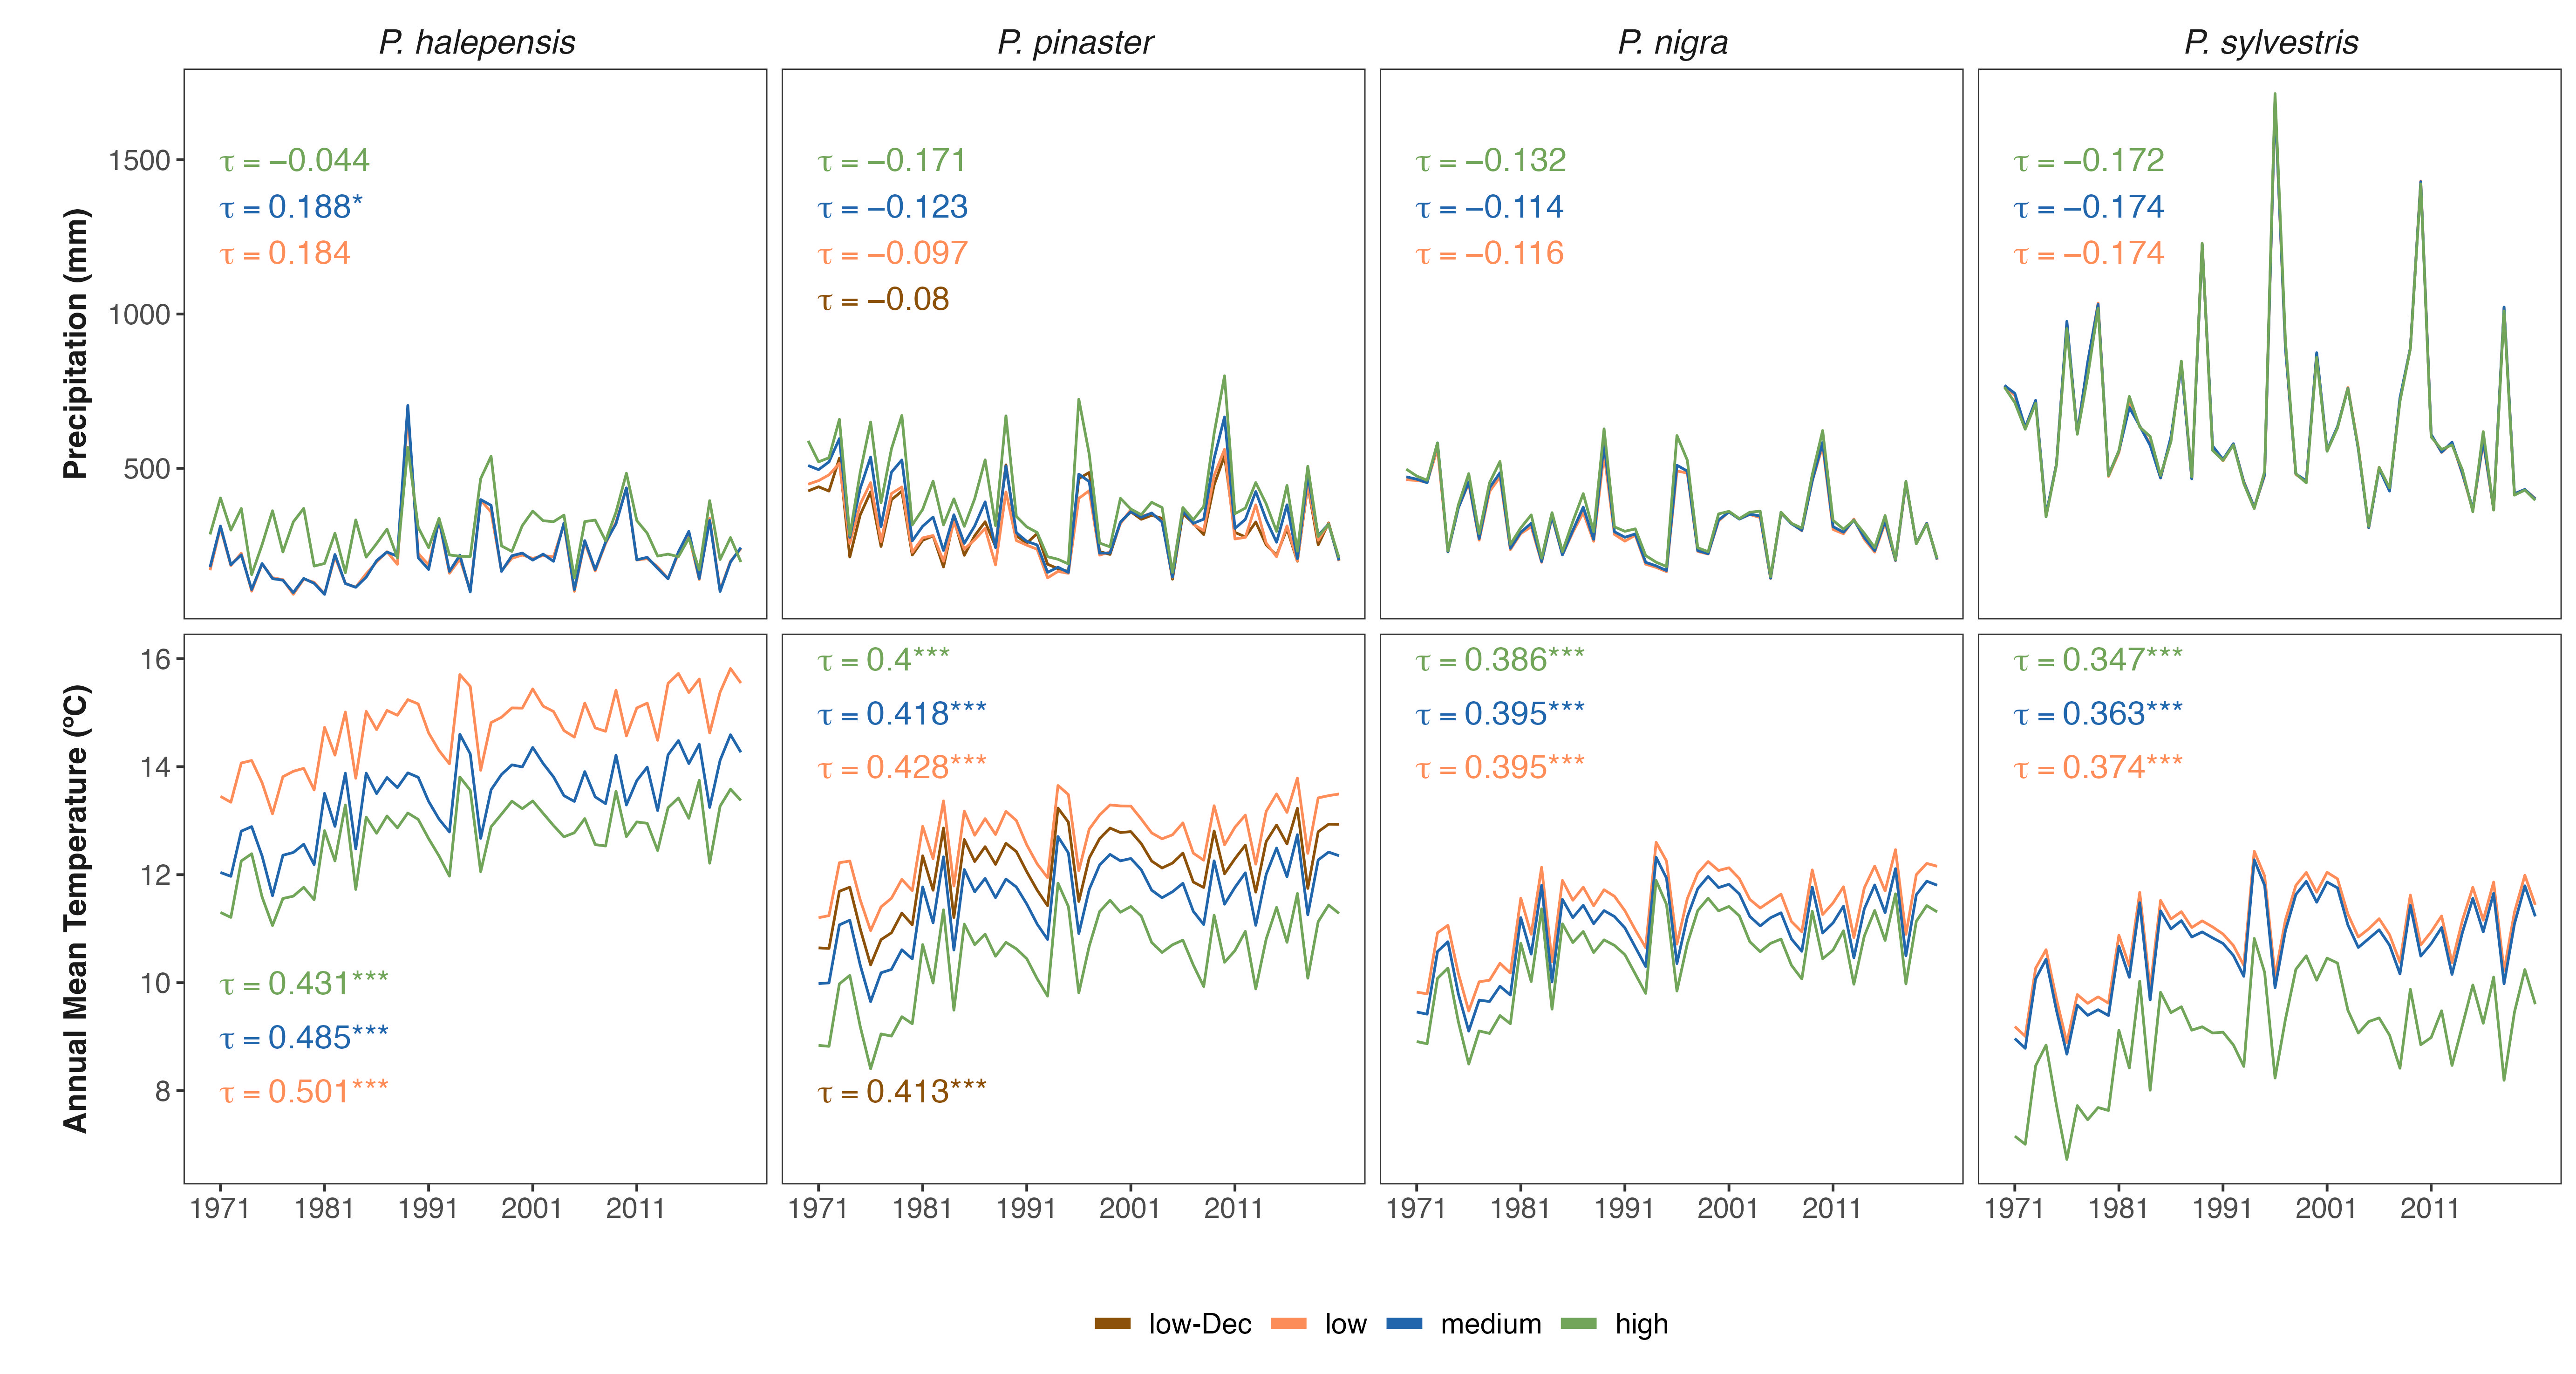 P. halepensis
P. pinaster
P. nigra
P. sylvestris
Precipitation (mm)
1500
1000
500
τ = −0.044
τ = 0.188*
τ = 0.184
τ = −0.171
τ = −0.123
τ = −0.097
τ = −0.08
τ = −0.132
τ = −0.114
τ = −0.116
τ = −0.172
τ = −0.174
τ = −0.174
Annual Mean Temperature (ºC)
16
14
12
10
8
τ = 0.431***
τ = 0.485***
τ = 0.501***
τ = 0.4***
τ = 0.418***
τ = 0.428***
τ = 0.413***
τ = 0.386***
τ = 0.395***
τ = 0.395***
τ = 0.347***
τ = 0.363***
τ = 0.374***
1971 1981 1991 2001 2011
1971 1981 1991 2001 2011
1971 1981 1991 2001 2011
1971 1981 1991 2001 2011
low-Dec low medium high